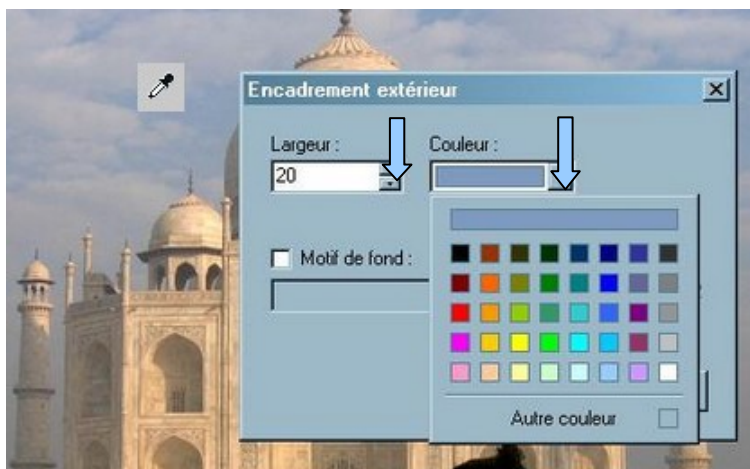 Encadrement extérieur
Largeur : Couleur :
20
Motif de fond :
Autre couleur